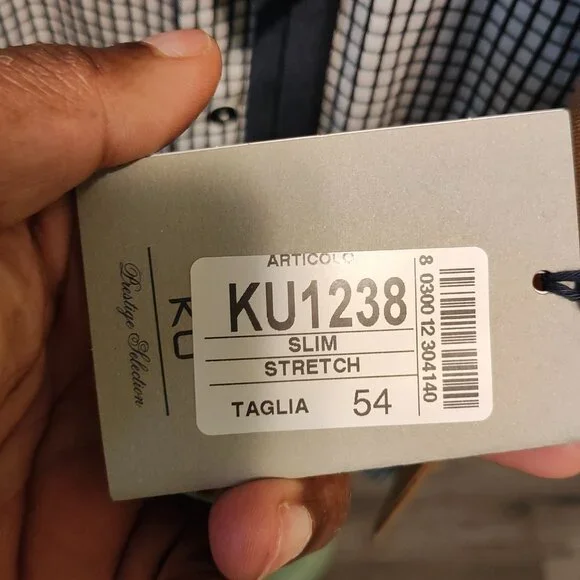 Prestige Selection
ARTICOLO
KU1238
SLIM
STRETCH
TAGLIA 54
8 0300 12 304140